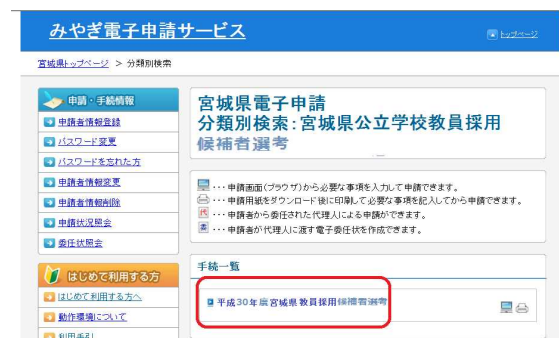 みやぎ電子申請サービス
トップページ
宮城県トップページ > 分類別検索
申請・手続情報
申請者情報登録
パスワード変更
パスワードを忘れた方
申請者情報変更
申請者情報削除
申請状況照会
委任状照会
はじめて利用する方
はじめて利用する方へ
動作環境について
利用手引
宮城県電子申請
分類別検索:宮城県公立学校教員採用
候補者選考
・・・申請画面(ブラウザ)から必要な事項を入力して申請できます。
・・・申請用紙をダウンロード後に印刷して必要な事項を記入してから申請できます。
代 ・・・申請者から委任された代理人による申請ができます。
委 ・・・申請者が代理人に渡す電子委任状を作成できます。
手続一覧
平成30年度宮城県教員採用候補者選考